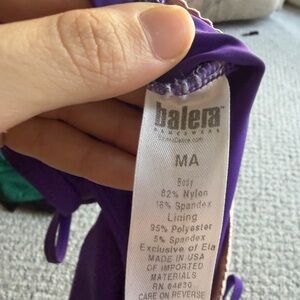 balera
DANCEWEAR
MA
Body
82% Nylon
18% Spandex
Lining
95% Polyester
5% Spandex
Exclusive of Ela
MADE IN USA
OF IMPORTED
MATERIALS
RN 64630
CARE ON REVERSE